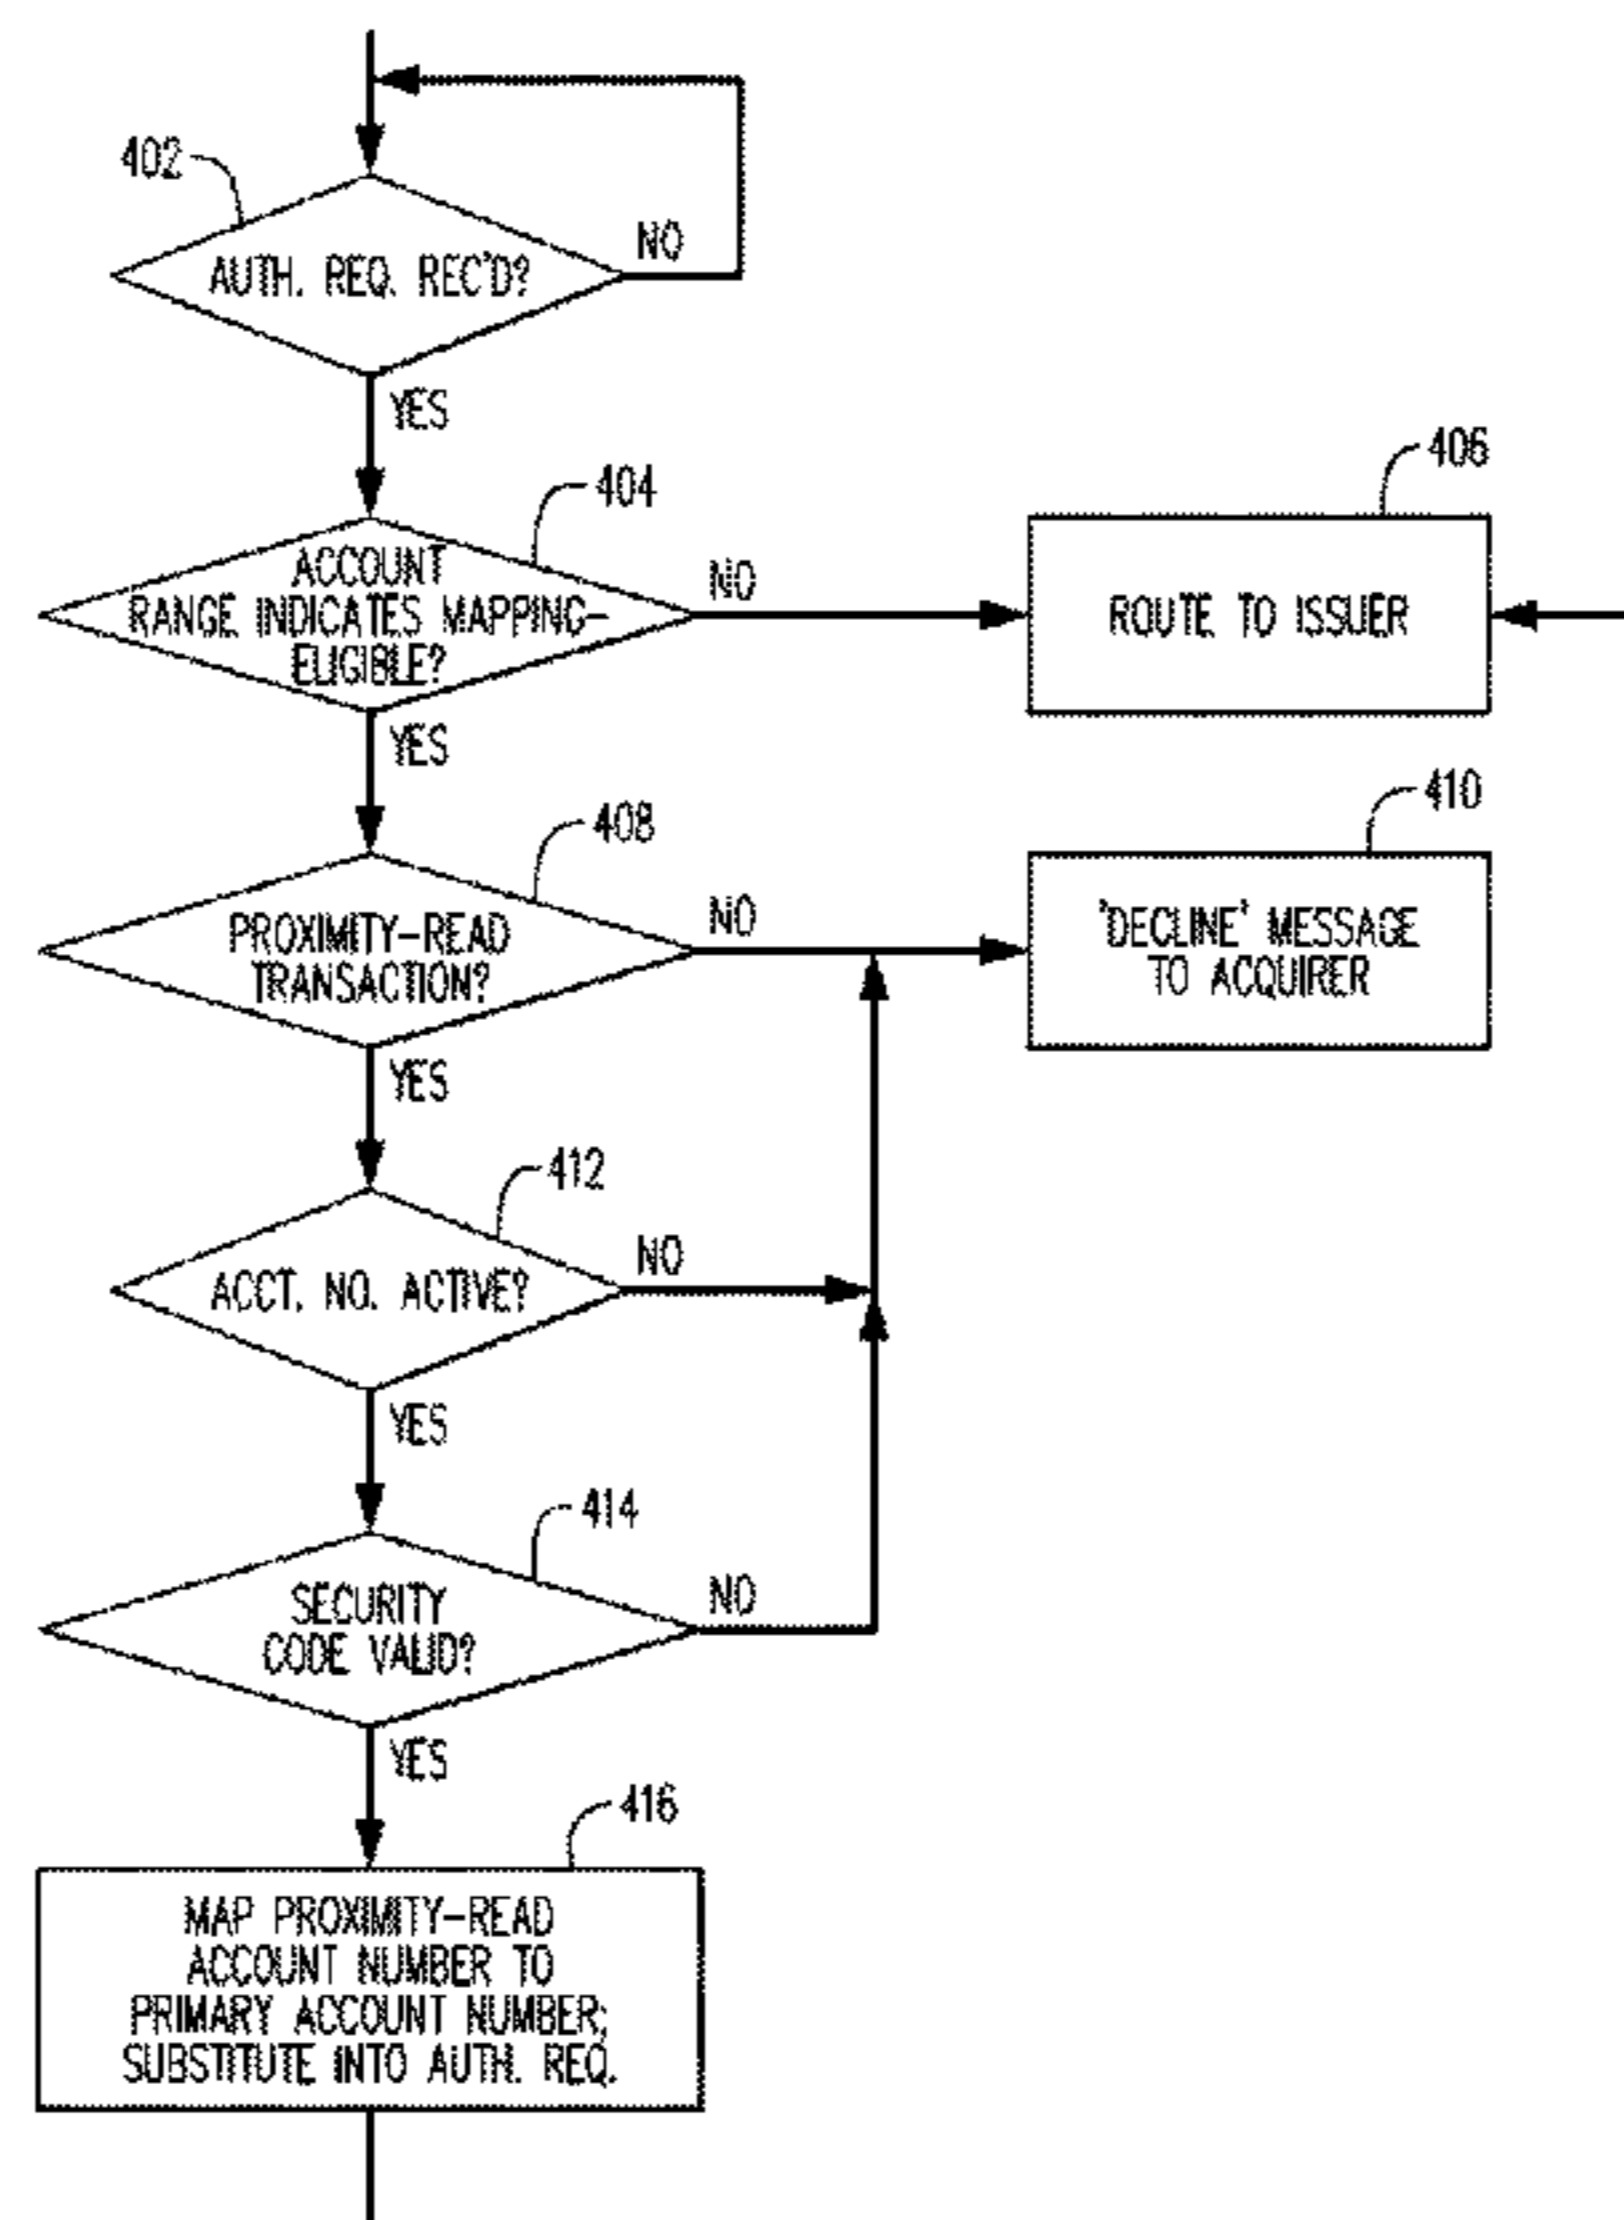 402
AUTH. REQ. REC'D?
NO
YES
404
ACCOUNT
RANGE INDICATES MAPPING-
ELIGIBLE?
NO
YES
406
ROUTE TO ISSUER
408
PROXIMITY-READ
TRANSACTION?
NO
YES
410
'DECLINE' MESSAGE
TO ACQUIRER
412
ACCT. NO. ACTIVE?
NO
YES
414
SECURITY
CODE VALID?
NO
YES
416
MAP PROXIMITY-READ
ACCOUNT NUMBER TO
PRIMARY ACCOUNT NUMBER;
SUBSTITUTE INTO AUTH. REQ.